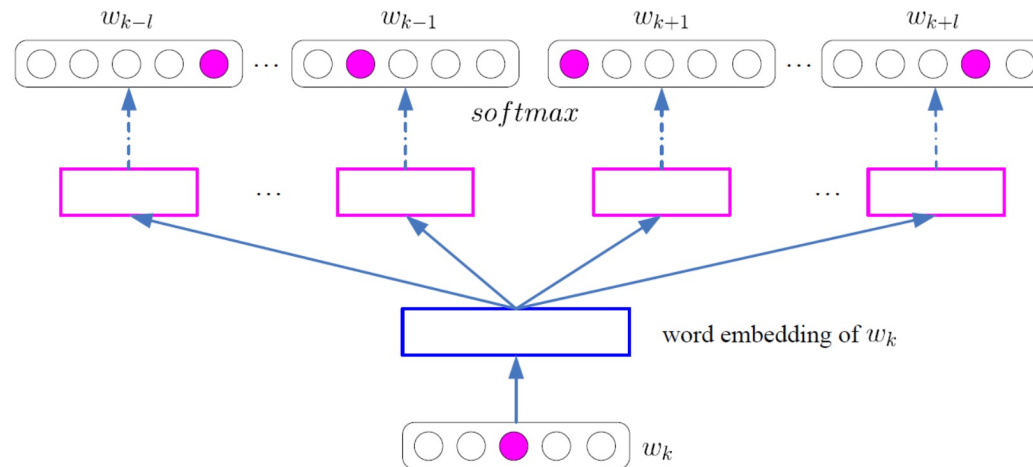 w_{k-l} w_{k-1} w_{k+1} w_{k+l}
... ...
softmax
... ...
word embedding of w_k
w_k